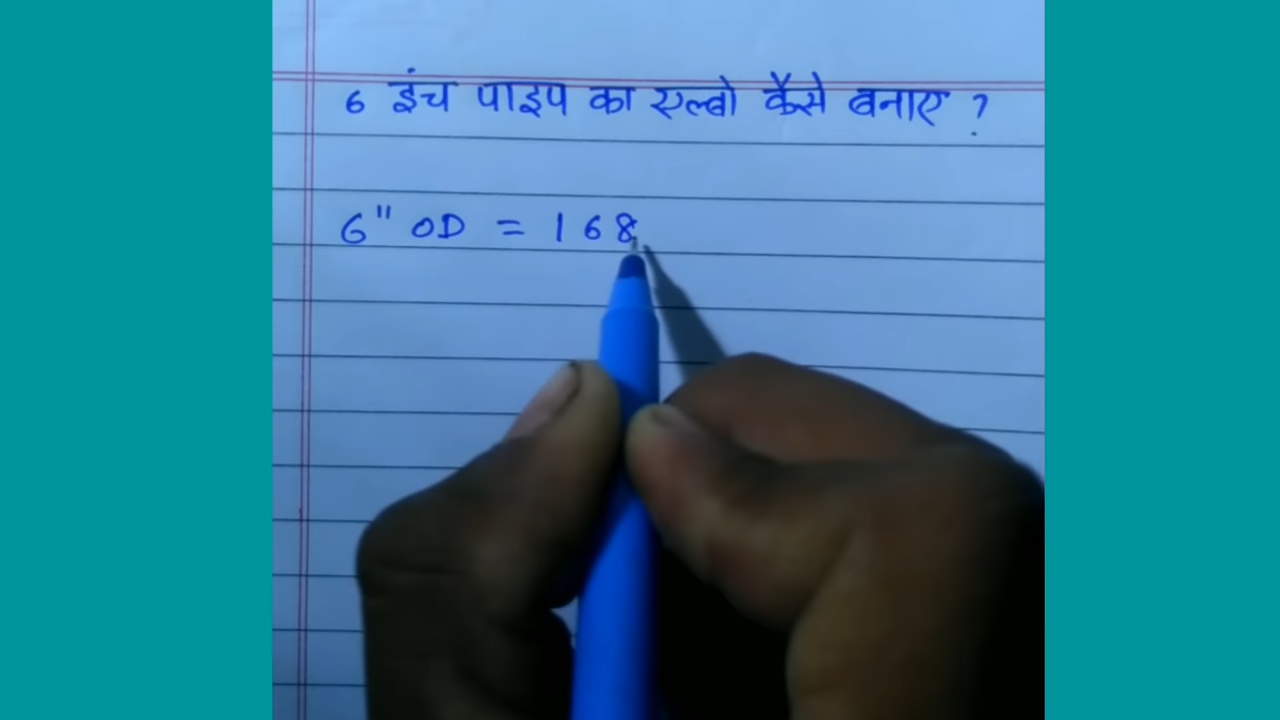 6 इंच पाइप का एल्बो कैसे बनाए ?
6" OD = 168